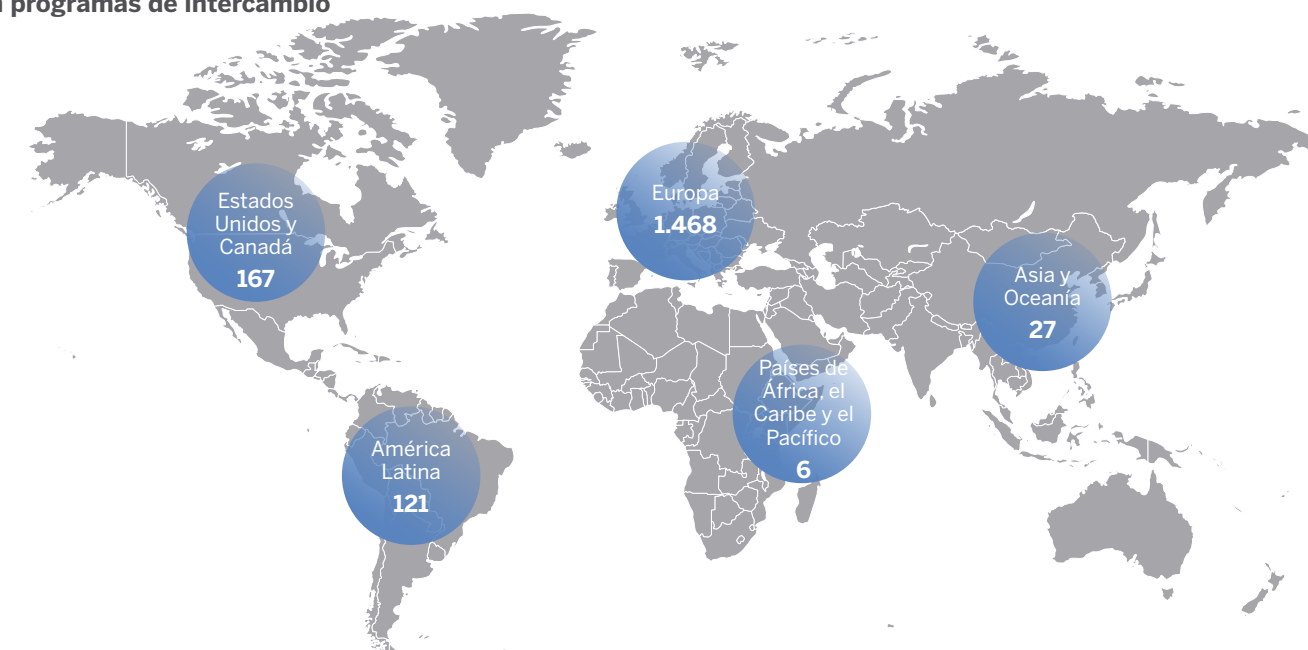 programas de intercambio
Estados
Unidos y
Canadá
167
Europa
1.468
Asia y
Oceanía
27
Países de
África, el
Caribe y el
Pacífico
6
América
Latina
121